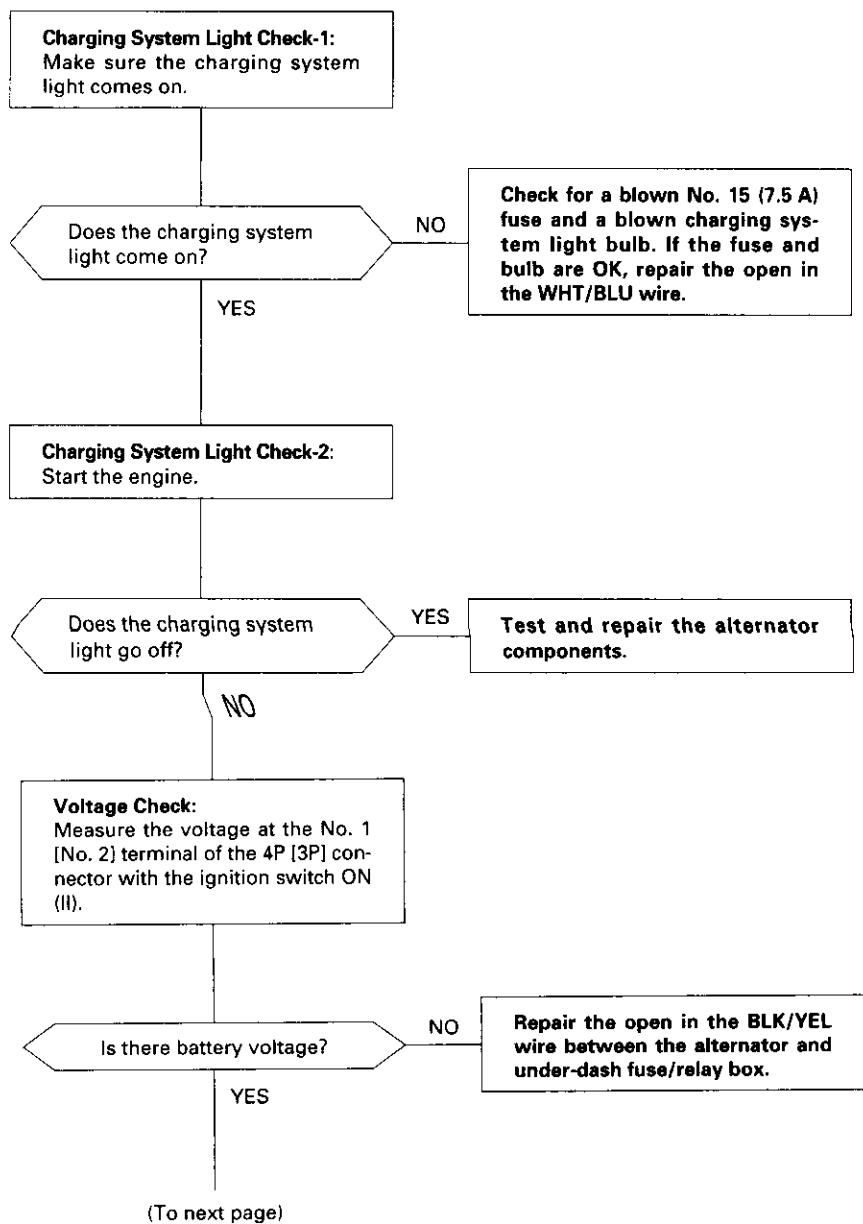 Charging System Light Check-1:
Make sure the charging system
light comes on.
Does the charging system
light come on?
NO
Check for a blown No. 15 (7.5 A)
fuse and a blown charging sys-
tem light bulb. If the fuse and
bulb are OK, repair the open in
the WHT/BLU wire.
YES
Charging System Light Check-2:
Start the engine.
Does the charging system
light go off?
YES
Test and repair the alternator
components.
NO
Voltage Check:
Measure the voltage at the No. 1
[No. 2] terminal of the 4P [3P] con-
nector with the ignition switch ON
(II).
Is there battery voltage?
NO
Repair the open in the BLK/YEL
wire between the alternator and
under-dash fuse/relay box.
YES
(To next page)